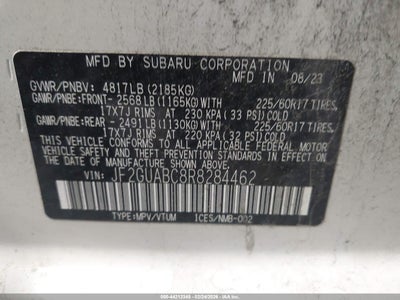 MFD. BY SUBARU CORPORATION
IN 08/23
GVWR/PNBV: 4817LB (2185KG)
GAWR/PNBE:FRONT- 2568LB(1165KG)WITH 225/60R17 TIRES,
17X7J RIMS AT 230 KPA (33 PSI)COLD
GAWR/PNBE:REAR -2491LB(1130KG)WITH 225/60R17 TIRES,
17X7J RIMS AT 220 KPA (32 PSI)COLD
THIS VEHICLE CONFORMS TO ALL APPLICABLE FEDERAL MOTOR
VEHICLE SAFETY AND THEFT PREVENTION STANDARDS IN EFFECT
ON THE DATE OF MANUFACTURE SHOWN ABOVE.
VIN: JF2GUABC8R8284462
TYPE:MPV/VTUM ICES/NMB-002